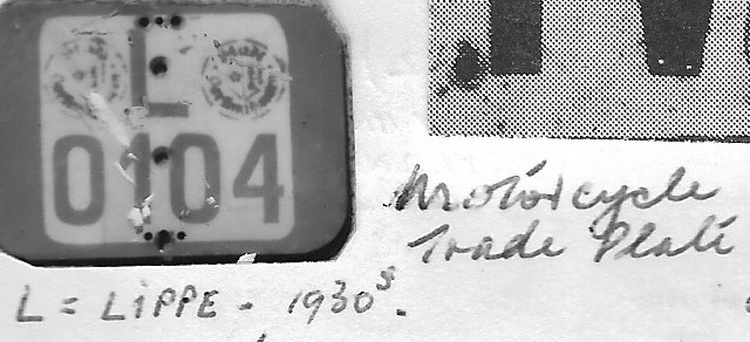 L
0104
Motorcycle
Trade Plate
L = LiPPE - 1930s.